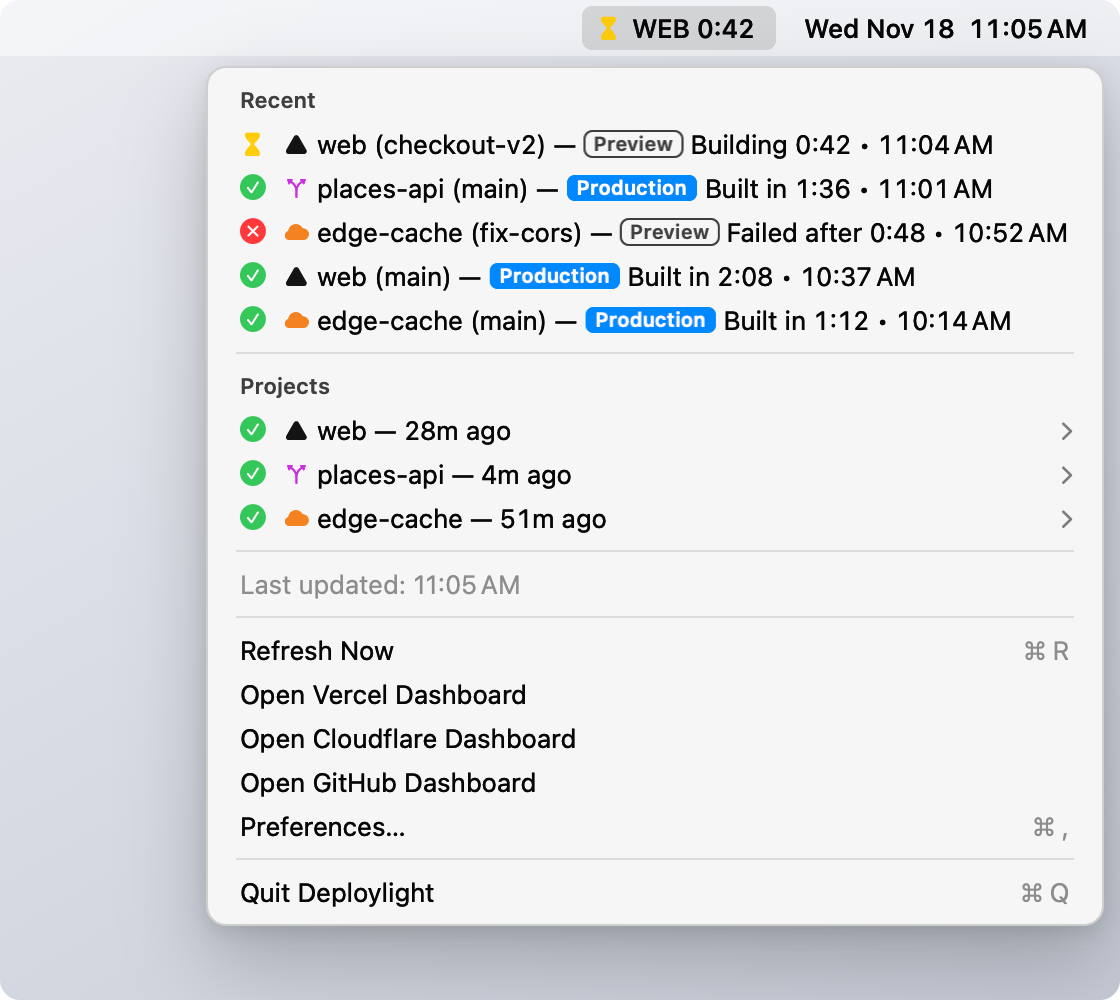 WEB 0:42 Wed Nov 18 11:05 AM
Recent
web (checkout-v2) — Preview Building 0:42 • 11:04 AM
places-api (main) — Production Built in 1:36 • 11:01 AM
edge-cache (fix-cors) — Preview Failed after 0:48 • 10:52 AM
web (main) — Production Built in 2:08 • 10:37 AM
edge-cache (main) — Production Built in 1:12 • 10:14 AM
Projects
web — 28m ago
places-api — 4m ago
edge-cache — 51m ago
Last updated: 11:05 AM
Refresh Now ⌘ R
Open Vercel Dashboard
Open Cloudflare Dashboard
Open GitHub Dashboard
Preferences... ⌘ ,
Quit Deploylight ⌘ Q